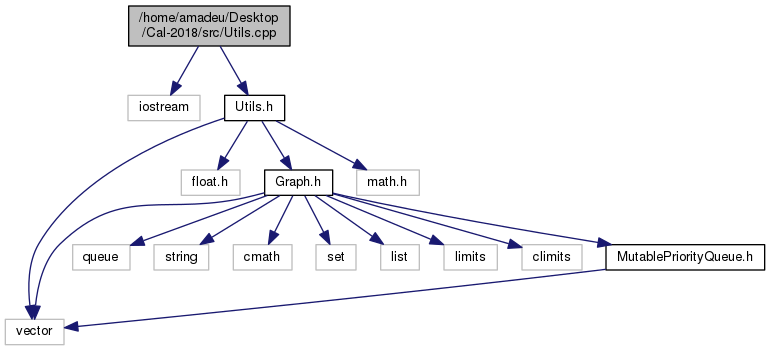 /home/amadeu/Desktop
/Cal-2018/src/Utils.cpp
iostream
Utils.h
float.h
Graph.h
math.h
queue
string
cmath
set
list
limits
climits
MutablePriorityQueue.h
vector